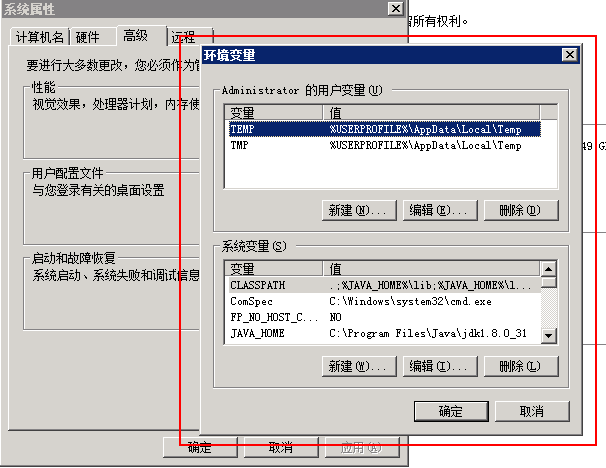 系统属性
留所有权利。
计算机名
硬件
高级
远程
要进行大多数更改，您必须作为管
性能
视觉效果，处理器计划，内存使
用户配置文件
与您登录有关的桌面设置
启动和故障恢复
系统启动、系统失败和调试信息
确定
取消
应用(A)
环境变量
Administrator 的用户变量(U)
变量 值
TEMP %USERPROFILE%\AppData\Local\Temp
TMP %USERPROFILE%\AppData\Local\Temp
新建(N)...
编辑(E)...
删除(D)
系统变量(S)
变量 值
CLASSPATH .;%JAVA_HOME%\lib;%JAVA_HOME%\l...
ComSpec C:\Windows\system32\cmd.exe
FP_NO_HOST_C... NO
JAVA_HOME C:\Program Files\Java\jdk1.8.0_31
新建(W)...
编辑(I)...
删除(L)
确定
取消
49 G